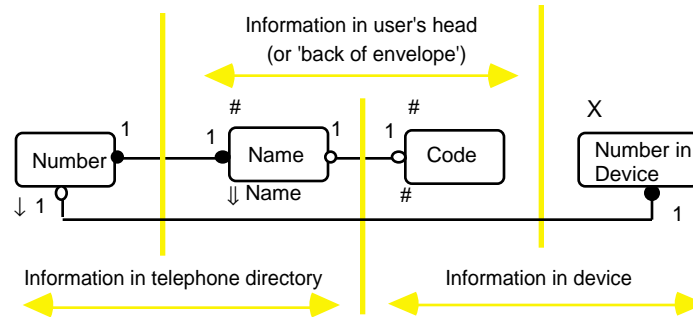 Information in user's head
(or 'back of envelope')
# # X
1 1 1 1
Number Name Code Number in
Device
↓ 1 ⇓ Name # 1
Information in telephone directory Information in device